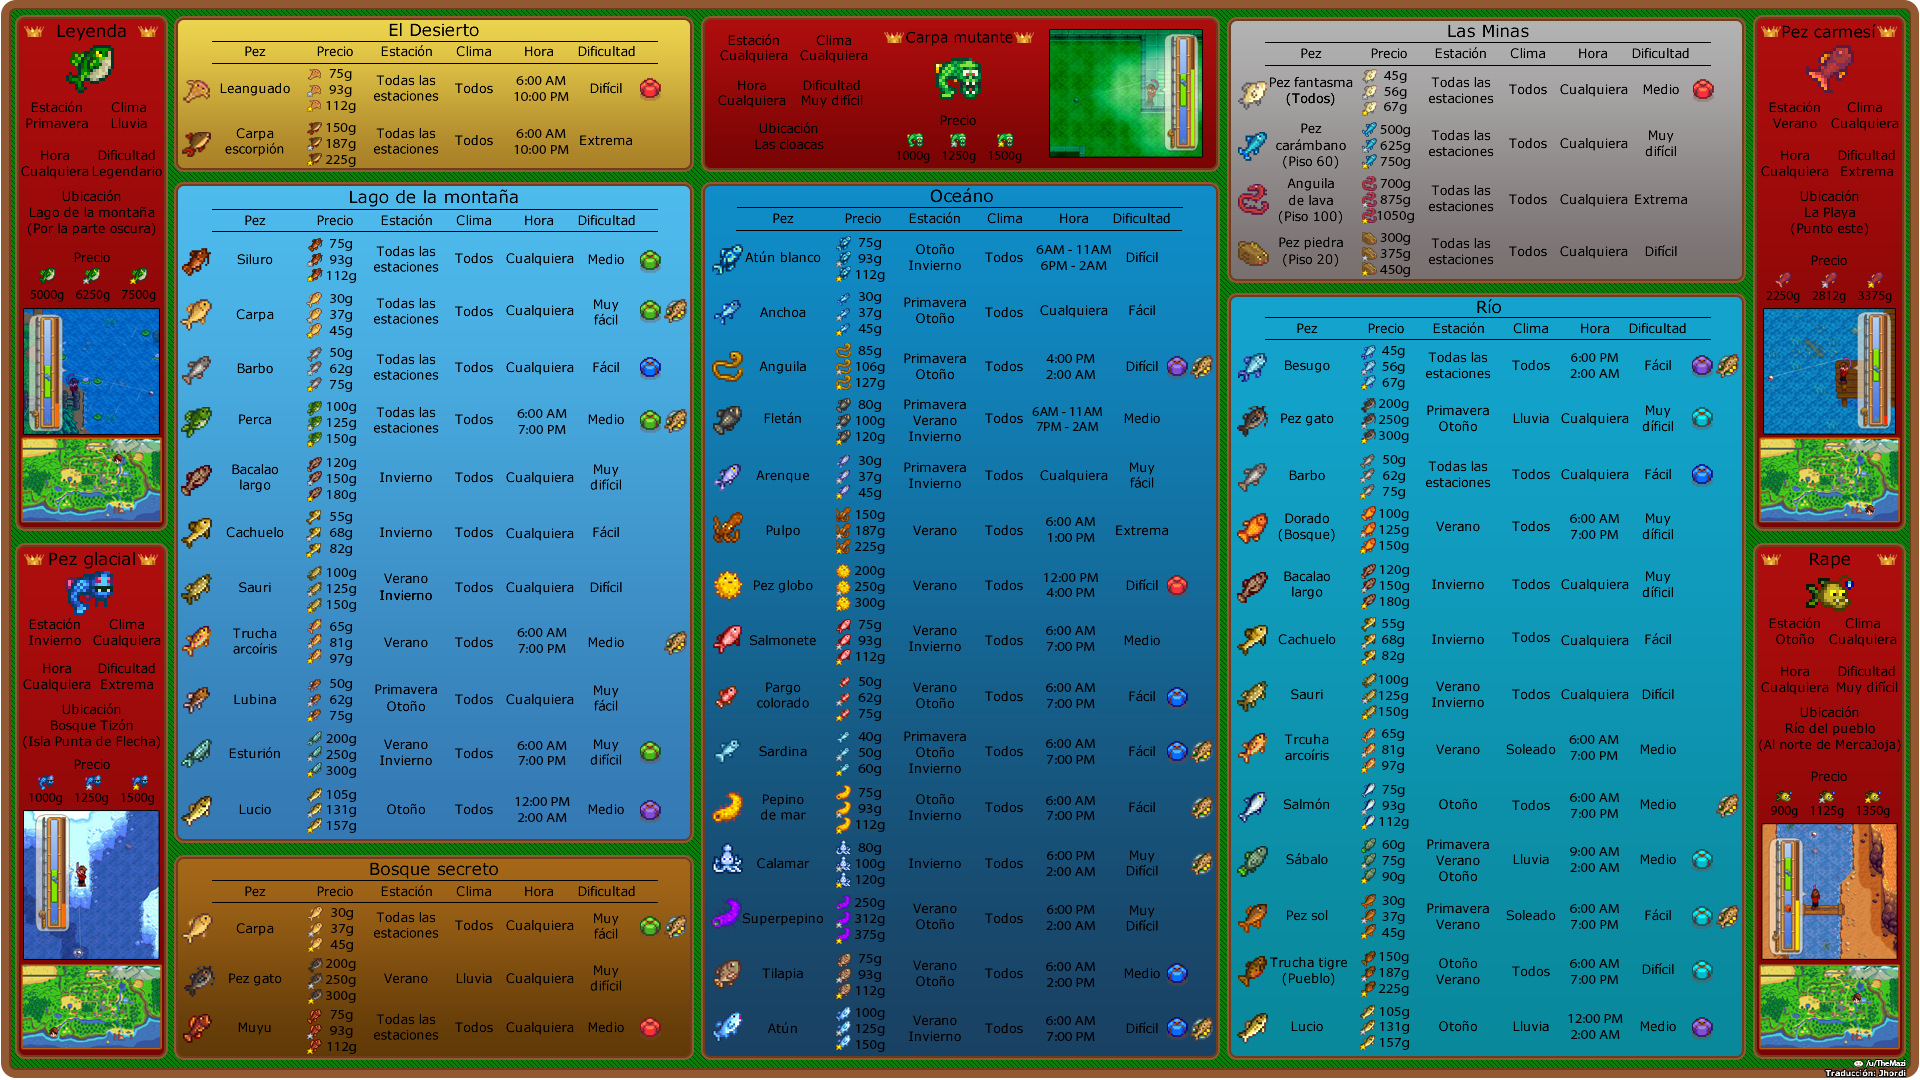 Leyenda
Estación Clima
Primavera Lluvia
Hora Dificultad
Cualquiera Legendario
Ubicación
Lago de la montaña
(Por la parte oscura)
Precio
5000g 6250g 7500g
Pez glacial
Estación Clima
Invierno Cualquiera
Hora Dificultad
Cualquiera Extrema
Ubicación
Bosque Tizón
(Isla Punta de Flecha)
Precio
1000g 1250g 1500g
El Desierto
Pez Precio Estación Clima Hora Dificultad
Leanguado 75g 93g 112g Todas las estaciones Todos 6:00 AM 10:00 PM Difícil
Carpa escorpión 150g 187g 225g Todas las estaciones Todos 6:00 AM 10:00 PM Extrema
Lago de la montaña
Pez Precio Estación Clima Hora Dificultad
Siluro 75g 93g 112g Todas las estaciones Todos Cualquiera Medio
Carpa 30g 37g 45g Todas las estaciones Todos Cualquiera Muy fácil
Barbo 50g 62g 75g Todas las estaciones Todos Cualquiera Fácil
Perca 100g 125g 150g Todas las estaciones Todos 6:00 AM 7:00 PM Medio
Bacalao largo 120g 150g 180g Invierno Todos Cualquiera Muy difícil
Cachuelo 55g 68g 82g Invierno Todos Cualquiera Fácil
Sauri 100g 125g 150g Verano Invierno Todos Cualquiera Difícil
Trucha arcoíris 65g 81g 97g Verano Todos 6:00 AM 7:00 PM Medio
Lubina 50g 62g 75g Primavera Otoño Todos Cualquiera Muy fácil
Esturión 200g 250g 300g Verano Invierno Todos 6:00 AM 7:00 PM Muy difícil
Lucio 105g 131g 157g Otoño Todos 12:00 PM 2:00 AM Medio
Bosque secreto
Pez Precio Estación Clima Hora Dificultad
Carpa 30g 37g 45g Todas las estaciones Todos Cualquiera Muy fácil
Pez gato 200g 250g 300g Verano Lluvia Cualquiera Muy difícil
Muyu 75g 93g 112g Todas las estaciones Todos Cualquiera Medio
Carpa mutante
Estación Clima
Cualquiera Cualquiera
Hora Dificultad
Cualquiera Muy difícil
Ubicación
Las cloacas
Precio
1000g 1250g 1500g
Oceáno
Pez Precio Estación Clima Hora Dificultad
Atún blanco 75g 93g 112g Otoño Invierno Todos 6AM - 11AM 6PM - 2AM Difícil
Anchoa 30g 37g 45g Primavera Otoño Todos Cualquiera Fácil
Anguila 85g 106g 127g Primavera Otoño Todos 4:00 PM 2:00 AM Difícil
Fletán 80g 100g 120g Primavera Verano Invierno Todos 6AM - 11AM 7PM - 2AM Medio
Arenque 30g 37g 45g Primavera Invierno Todos Cualquiera Muy fácil
Pulpo 150g 187g 225g Verano Todos 6:00 AM 1:00 PM Extrema
Pez globo 200g 250g 300g Verano Todos 12:00 PM 4:00 PM Difícil
Salmonete 75g 93g 112g Verano Invierno Todos 6:00 AM 7:00 PM Medio
Pargo colorado 50g 62g 75g Verano Otoño Todos 6:00 AM 7:00 PM Fácil
Sardina 40g 50g 60g Primavera Otoño Invierno Todos 6:00 AM 7:00 PM Fácil
Pepino de mar 75g 93g 112g Otoño Invierno Todos 6:00 AM 7:00 PM Fácil
Calamar 80g 100g 120g Invierno Todos 6:00 PM 2:00 AM Muy Difícil
Superpepino 250g 312g 375g Verano Otoño Todos 6:00 PM 2:00 AM Muy Difícil
Tilapia 75g 93g 112g Verano Otoño Todos 6:00 AM 2:00 PM Medio
Atún 100g 125g 150g Verano Invierno Todos 6:00 AM 7:00 PM Difícil
Las Minas
Pez Precio Estación Clima Hora Dificultad
Pez fantasma (Todos) 45g 56g 67g Todas las estaciones Todos Cualquiera Medio
Pez carámbano (Piso 60) 500g 625g 750g Todas las estaciones Todos Cualquiera Muy difícil
Anguila de lava (Piso 100) 700g 875g 1050g Todas las estaciones Todos Cualquiera Extrema
Pez piedra (Piso 20) 300g 375g 450g Todas las estaciones Todos Cualquiera Difícil
Río
Pez Precio Estación Clima Hora Dificultad
Besugo 45g 56g 67g Todas las estaciones Todos 6:00 PM 2:00 AM Fácil
Pez gato 200g 250g 300g Primavera Otoño Lluvia Cualquiera Muy díficil
Barbo 50g 62g 75g Todas las estaciones Todos Cualquiera Fácil
Dorado (Bosque) 100g 125g 150g Verano Todos 6:00 AM 7:00 PM Muy díficil
Bacalao largo 120g 150g 180g Invierno Todos Cualquiera Muy díficil
Cachuelo 55g 68g 82g Invierno Todos Cualquiera Fácil
Sauri 100g 125g 150g Verano Invierno Todos Cualquiera Difícil
Trcuha arcoíris 65g 81g 97g Verano Soleado 6:00 AM 7:00 PM Medio
Salmón 75g 93g 112g Otoño Todos 6:00 AM 7:00 PM Medio
Sábalo 60g 75g 90g Primavera Verano Otoño Lluvia 9:00 AM 2:00 AM Medio
Pez sol 30g 37g 45g Primavera Verano Soleado 6:00 AM 7:00 PM Fácil
Trucha tigre (Pueblo) 150g 187g 225g Otoño Verano Todos 6:00 AM 7:00 PM Difícil
Lucio 105g 131g 157g Otoño Lluvia 12:00 PM 2:00 AM Medio
Pez carmesí
Estación Clima
Verano Cualquiera
Hora Dificultad
Cualquiera Extrema
Ubicación
La Playa
(Punto este)
Precio
2250g 2812g 3375g
Rape
Estación Clima
Otoño Cualquiera
Hora Dificultad
Cualquiera Muy difícil
Ubicación
Río del pueblo
(Al norte de MercaJoja)
Precio
900g 1125g 1350g
/u/TheMazi
Traducción: Jhordi